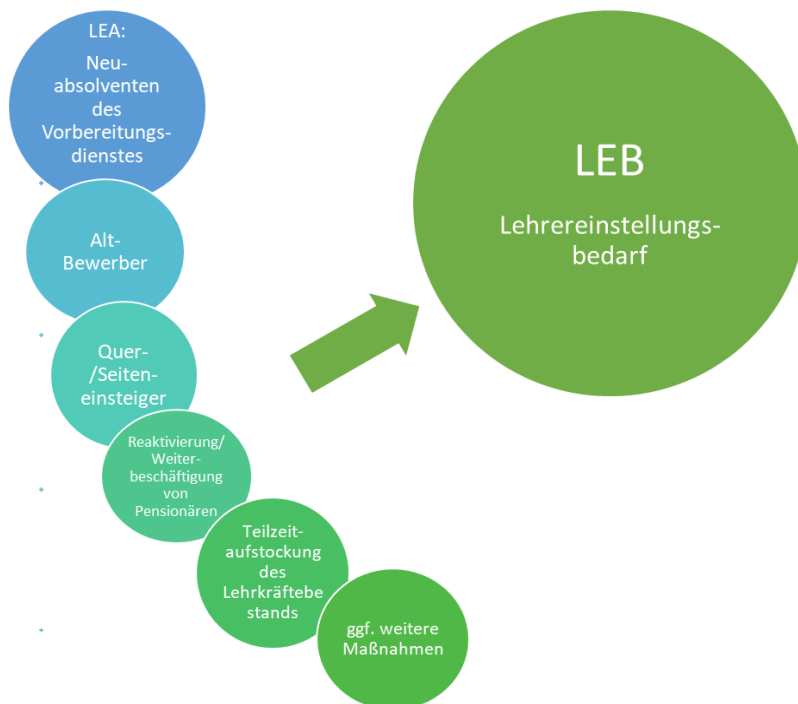 LEA:
Neu-
absolventen
des
Vorbereitungs-
dienstes
Alt-
Bewerber
Quer-
/Seiten-
einsteiger
Reaktivierung/
Weiter-
beschäftigung
von
Pensionären
Teilzeit-
aufstockung
des
Lehrkräftebe
stands
ggf. weitere
Maßnahmen
LEB
Lehrereinstellungs-
bedarf